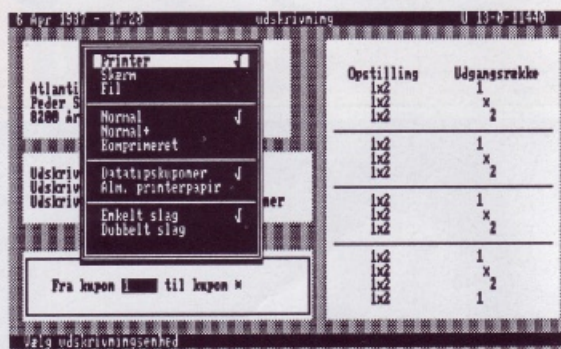 6 Apr 1987 - 17:20 udskrivning U 13-0-11440
Printer √
Skærm
Fil
Normal √
Normal+
Komprimeret
Datatipskuponer √
Alm. printerpapir
Enkelt slag √
Dubbelt slag
Atlanti
Peder S
8200 år
Udskriv
Udskriv
Udskriv mer
Fra kupon 1 til kupon
Opstilling Udgangsrække
1x2 1
1x2 x
1x2 2
1x2 1
1x2 x
1x2 2
1x2 1
1x2 x
1x2 2
1x2 1
1x2 x
1x2 2
1x2 1
Vælg udskrivningsenhed